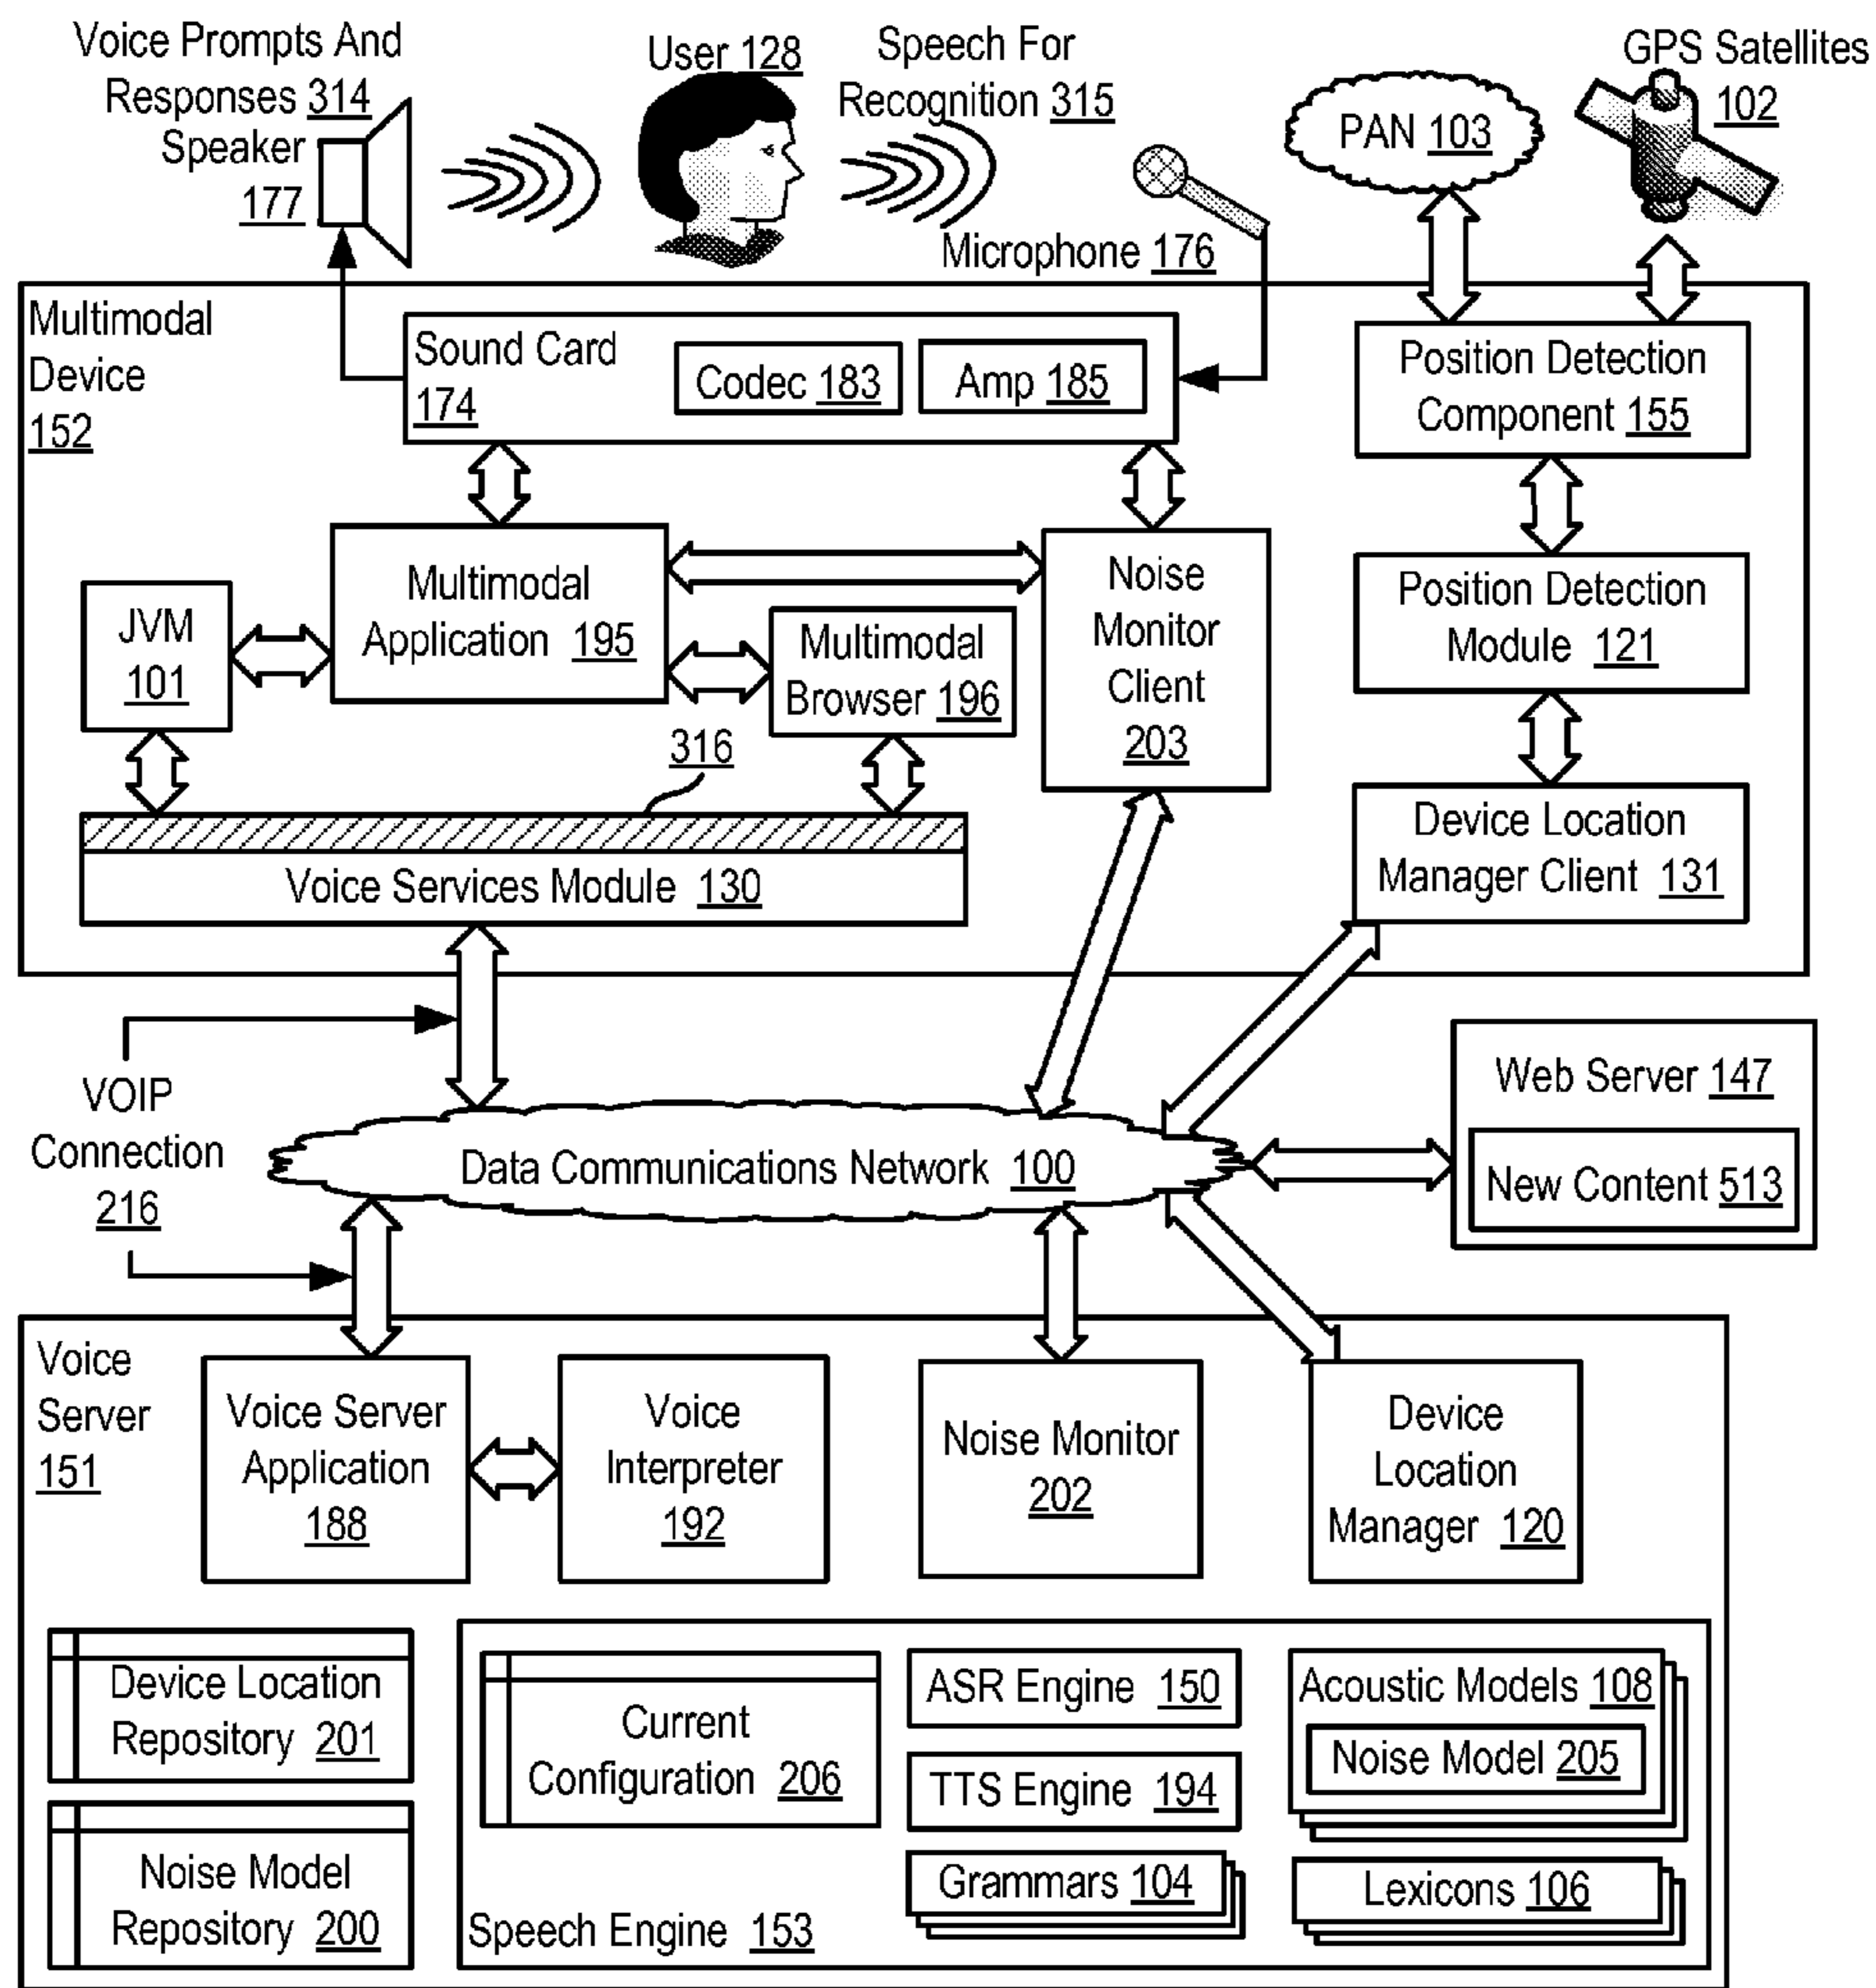 Voice Prompts And
Responses 314
Speaker
177
User 128
Speech For
Recognition 315
Microphone 176
PAN 103
GPS Satellites
102
Multimodal
Device
152
Sound Card
174
Codec 183
Amp 185
Position Detection
Component 155
JVM
101
Multimodal
Application 195
Multimodal
Browser 196
Noise
Monitor
Client
203
Position Detection
Module 121
316
Voice Services Module 130
Device Location
Manager Client 131
VOIP
Connection
216
Data Communications Network 100
Web Server 147
New Content 513
Voice
Server
151
Voice Server
Application
188
Voice
Interpreter
192
Noise Monitor
202
Device
Location
Manager 120
Device Location
Repository 201
Noise Model
Repository 200
Current
Configuration 206
Speech Engine 153
ASR Engine 150
TTS Engine 194
Grammars 104
Acoustic Models 108
Noise Model 205
Lexicons 106